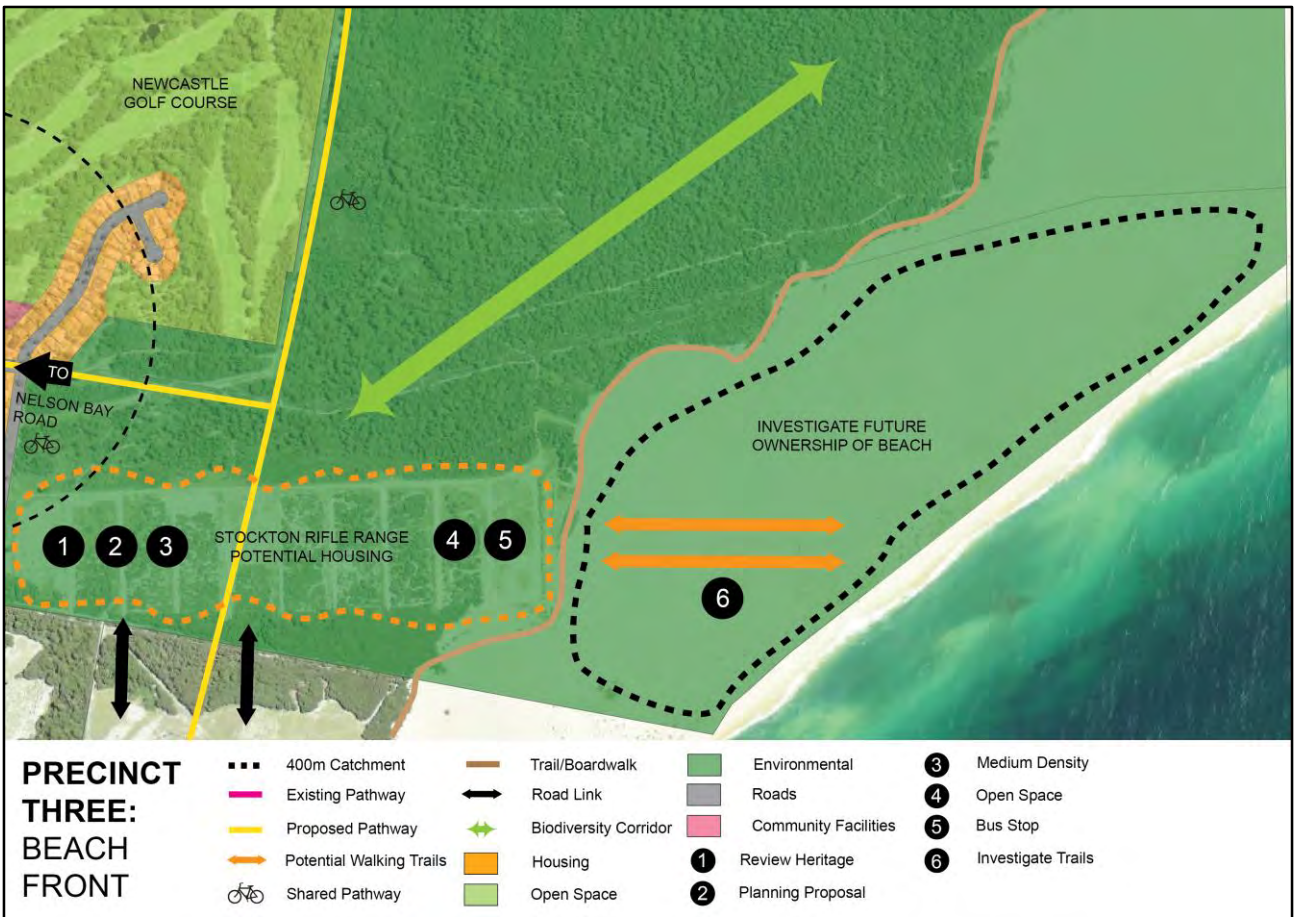 NEWCASTLE
GOLF COURSE
TO
NELSON BAY
ROAD
INVESTIGATE FUTURE
OWNERSHIP OF BEACH
1
2
3
STOCKTON RIFLE RANGE
POTENTIAL HOUSING
4
5
6
PRECINCT
THREE:
BEACH
FRONT
400m Catchment
Existing Pathway
Proposed Pathway
Potential Walking Trails
Shared Pathway
Trail/Boardwalk
Road Link
Biodiversity Corridor
Housing
Open Space
Environmental
Roads
Community Facilities
1 Review Heritage
2 Planning Proposal
3 Medium Density
4 Open Space
5 Bus Stop
6 Investigate Trails